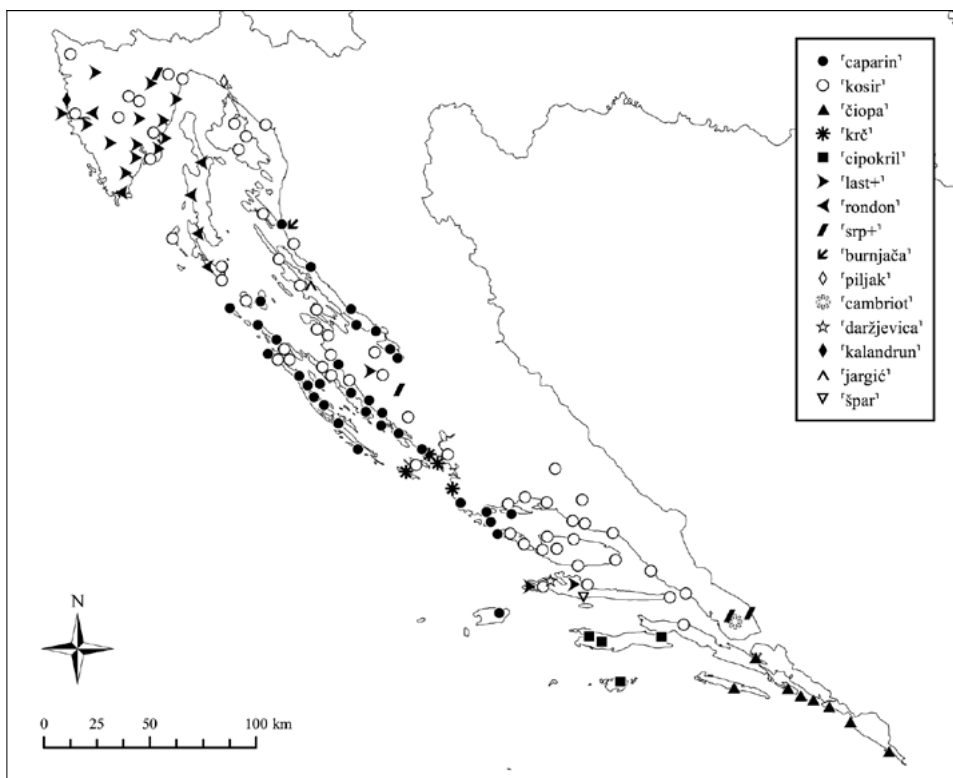 ⌜caparin⌝
⌜kosir⌝
⌜čiopa⌝
⌜krč⌝
⌜cipokril⌝
⌜last+⌝
⌜rondon⌝
⌜srp+⌝
⌜burnjača⌝
⌜piljak⌝
⌜cambriot⌝
⌜daržjevica⌝
⌜kalandrun⌝
⌜jargić⌝
⌜špar⌝
N
0 25 50 100 km